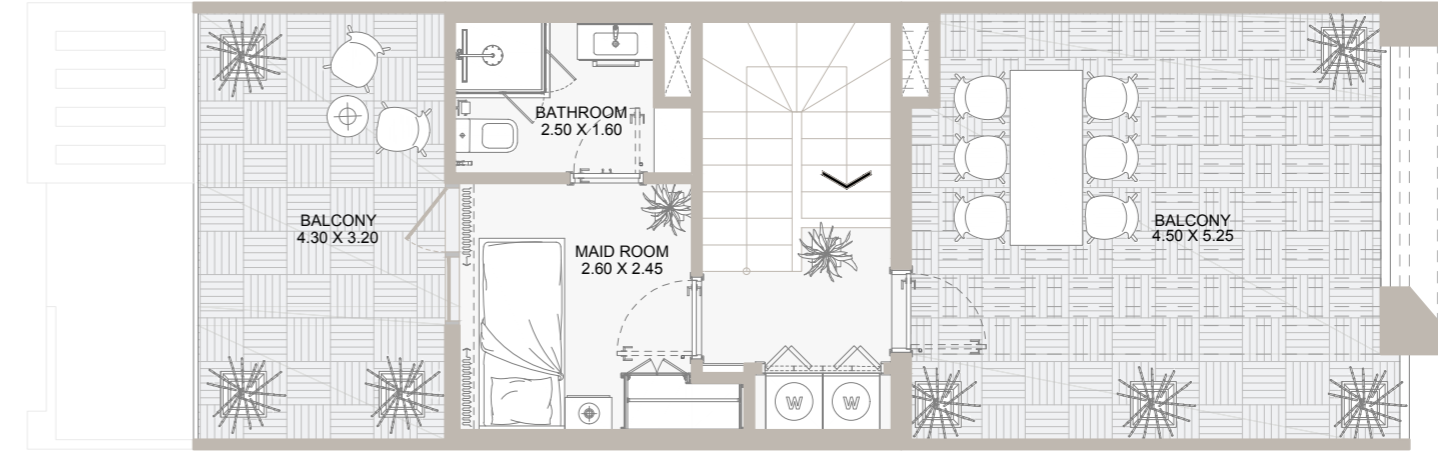 BATHROOM
2.50 X 1.60
BALCONY
4.30 X 3.20
MAID ROOM
2.60 X 2.45
BALCONY
4.50 X 5.25
W
W